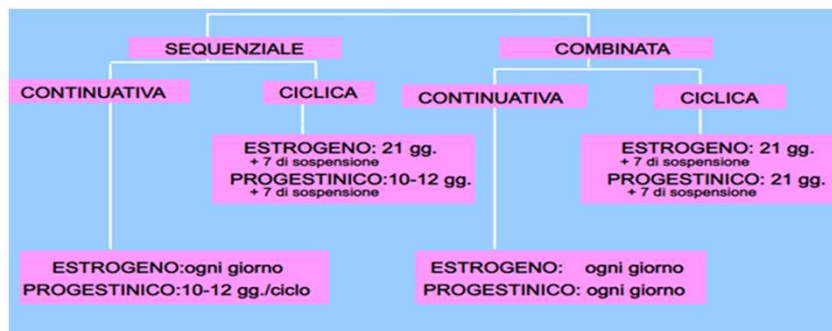 SEQUENZIALE
COMBINATA
CONTINUATIVA
CICLICA
CONTINUATIVA
CICLICA
ESTROGENO: 21 gg.
+ 7 di sospensione
PROGESTINICO:10-12 gg.
+ 7 di sospensione
ESTROGENO: 21 gg.
+ 7 di sospensione
PROGESTINICO: 21 gg.
+ 7 di sospensione
ESTROGENO:ogni giorno
PROGESTINICO:10-12 gg./ciclo
ESTROGENO: ogni giorno
PROGESTINICO: ogni giorno